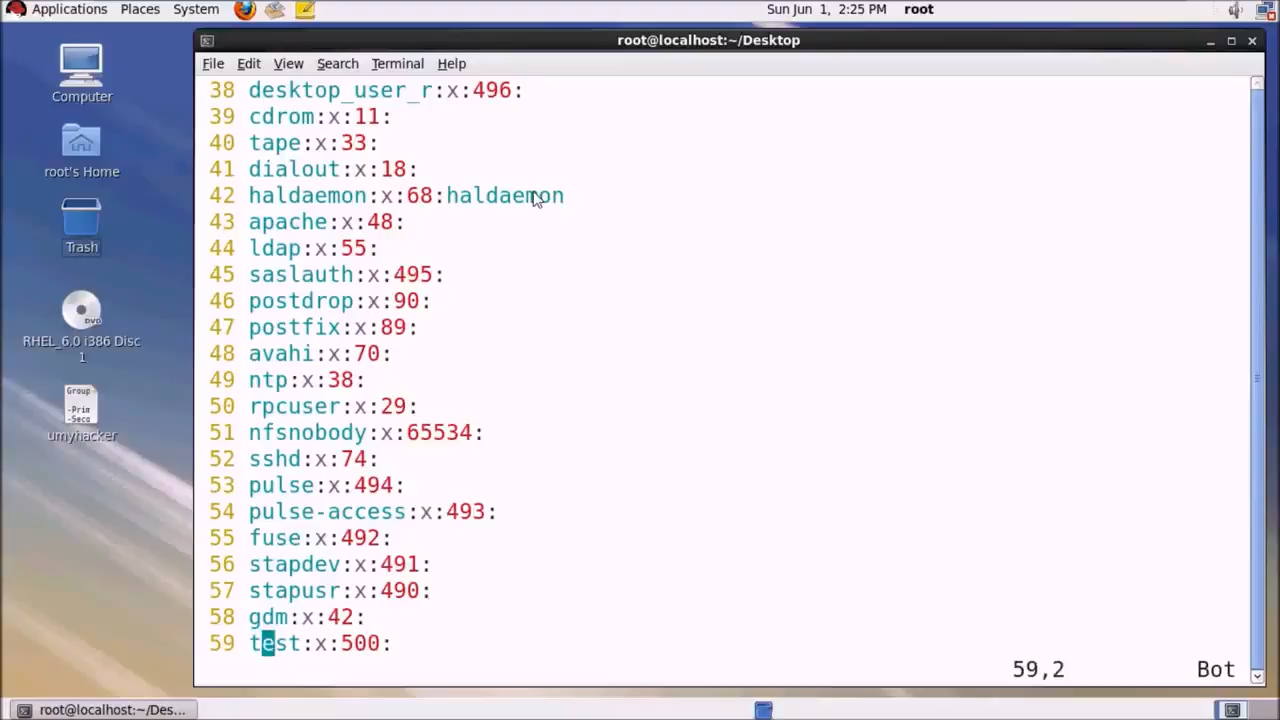 Applications Places System Sun Jun 1, 2:25 PM root
root@localhost:~/Desktop
File Edit View Search Terminal Help
Computer
root's Home
Trash
RHEL_6.0 i386 Disc
1
Group
-Prim
-Seco
umyhacker
38 desktop_user_r:x:496:
39 cdrom:x:11:
40 tape:x:33:
41 dialout:x:18:
42 haldaemon:x:68:haldaemon
43 apache:x:48:
44 ldap:x:55:
45 saslauth:x:495:
46 postdrop:x:90:
47 postfix:x:89:
48 avahi:x:70:
49 ntp:x:38:
50 rpcuser:x:29:
51 nfsnobody:x:65534:
52 sshd:x:74:
53 pulse:x:494:
54 pulse-access:x:493:
55 fuse:x:492:
56 stapdev:x:491:
57 stapusr:x:490:
58 gdm:x:42:
59 test:x:500:
59,2 Bot
root@localhost:~/Des...